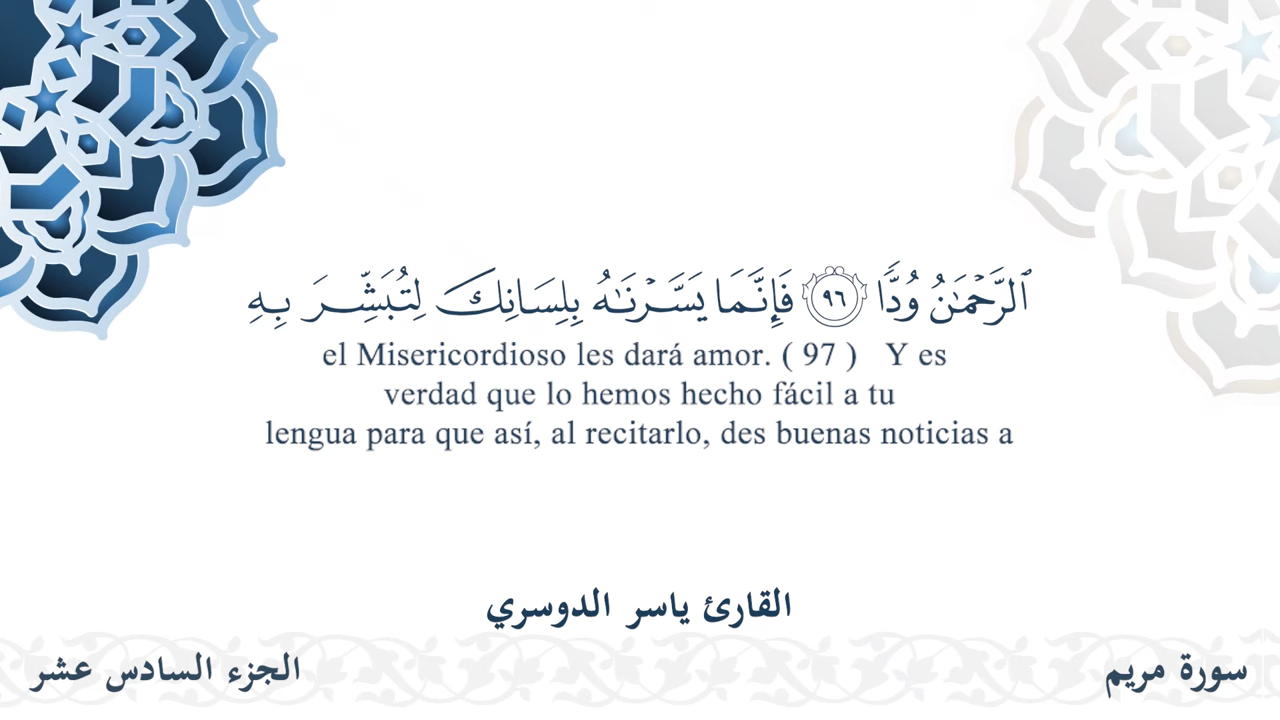 ٱلرَّحْمَـٰنُ وُدًّا ٩٦ فَإِنَّمَا يَسَّرْنَـٰهُ بِلِسَانِكَ لِتُبَشِّرَ بِهِ
el Misericordioso les dará amor. ( 97 ) Y es
verdad que lo hemos hecho fácil a tu
lengua para que así, al recitarlo, des buenas noticias a
القارئ ياسر الدوسري
سورة مريم
الجزء السادس عشر